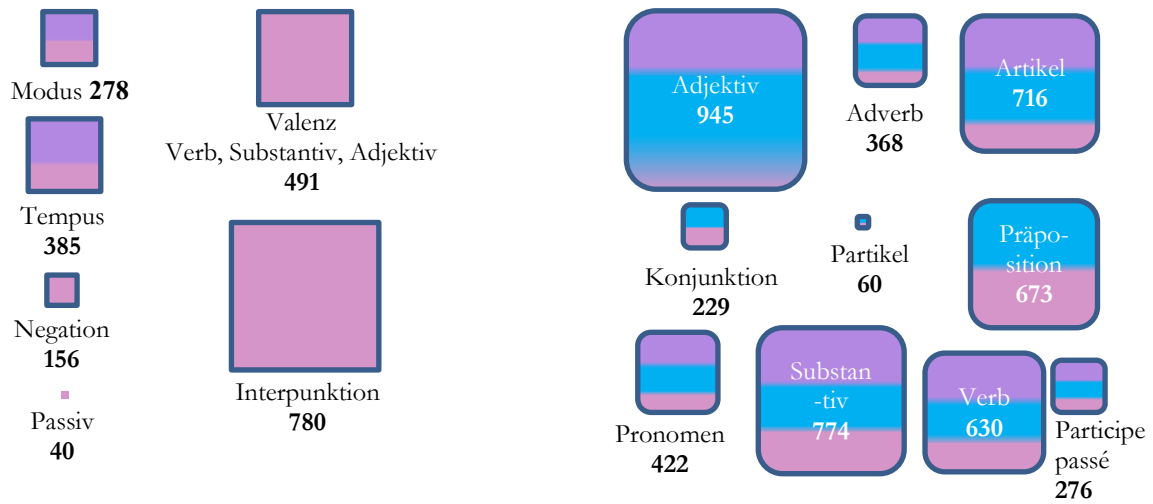 Modus 278
Valenz
Verb, Substantiv, Adjektiv
491
Tempus
385
Negation
156
Interpunktion
780
Passiv
40
Adjektiv
945
Adverb
368
Artikel
716
Konjunktion
229
Partikel
60
Präpo-
sition
673
Pronomen
422
Substan
-tiv
774
Verb
630
Participe
passé
276